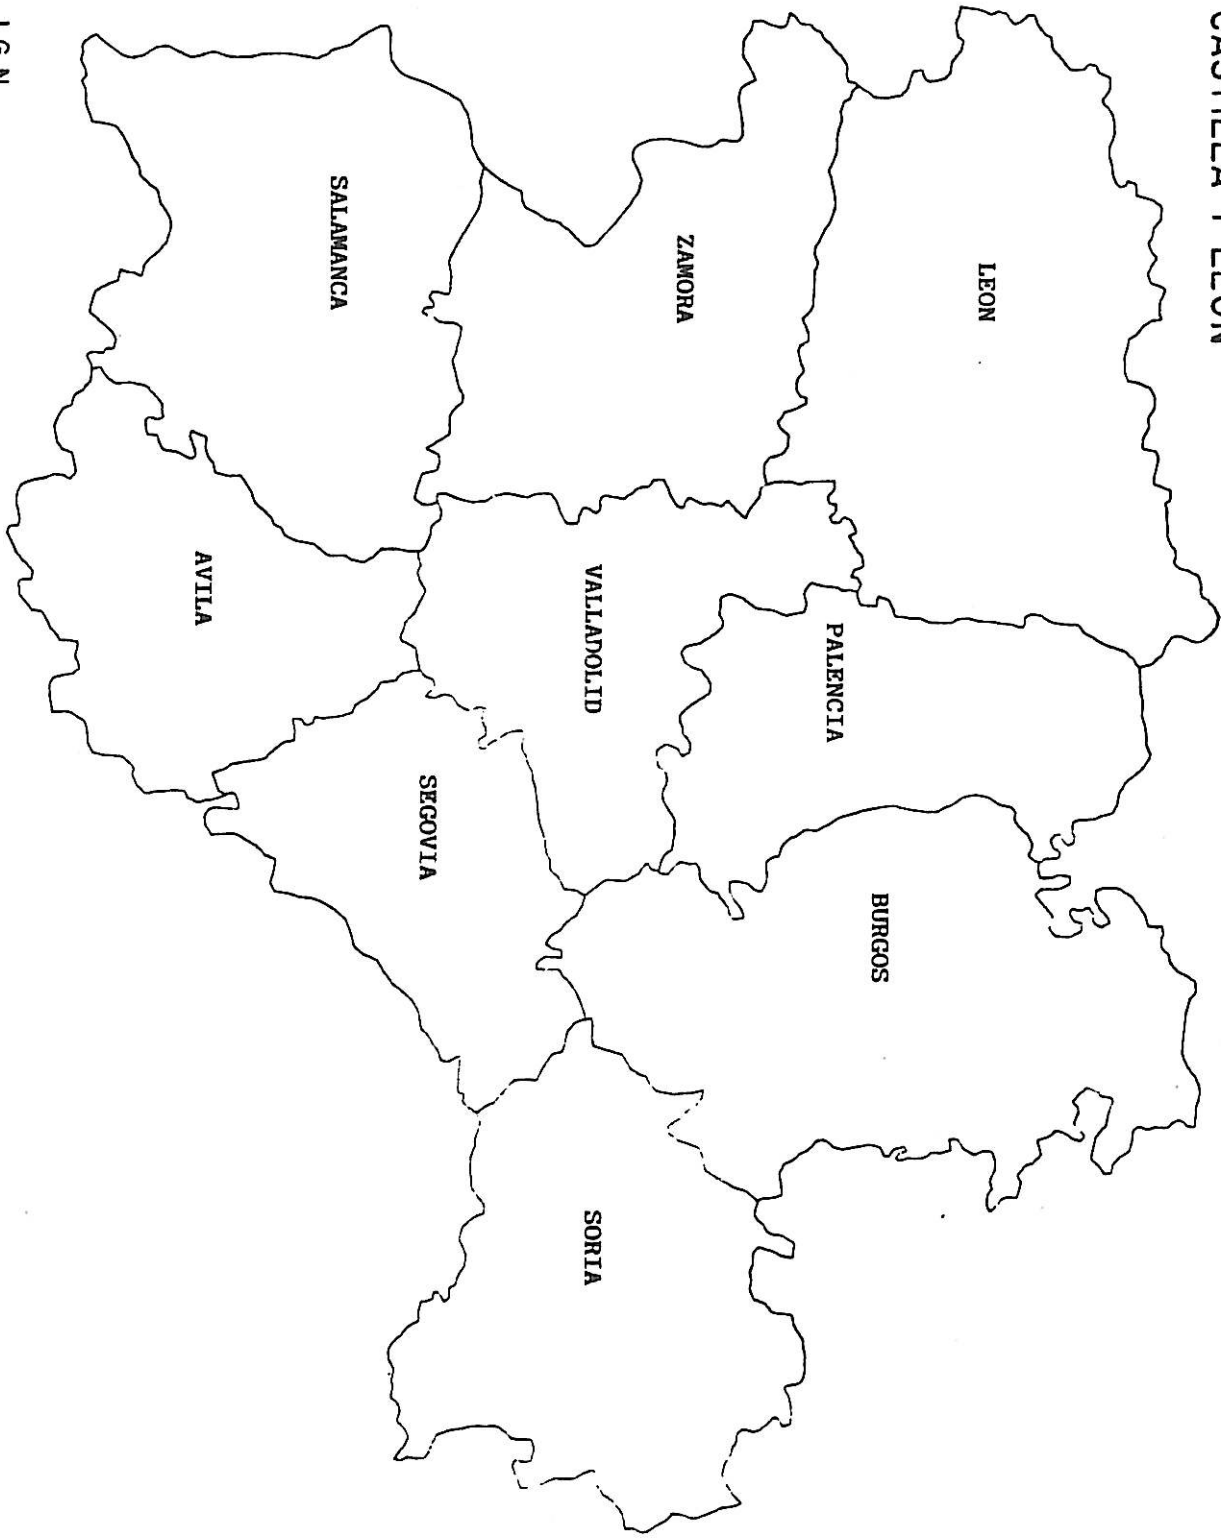 CASTILLA Y LEON
LEON
PALENCIA
BURGOS
ZAMORA
VALLADOLID
SORIA
SALAMANCA
SEGOVIA
AVILA
I.G.N.